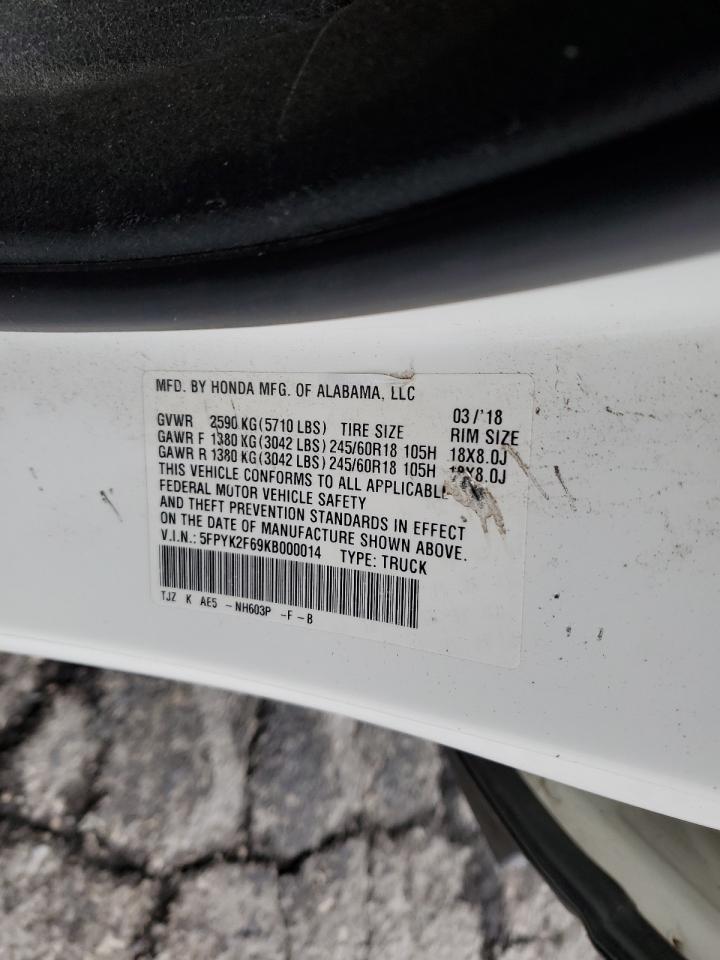 MFD. BY HONDA MFG. OF ALABAMA, LLC
03/'18
GVWR 2590 KG(5710 LBS) TIRE SIZE RIM SIZE
GAWR F 1380 KG(3042 LBS) 245/60R18 105H 18X8.0J
GAWR R 1380 KG(3042 LBS) 245/60R18 105H 18X8.0J
THIS VEHICLE CONFORMS TO ALL APPLICABLE
FEDERAL MOTOR VEHICLE SAFETY
AND THEFT PREVENTION STANDARDS IN EFFECT
ON THE DATE OF MANUFACTURE SHOWN ABOVE.
V.I.N.: 5FPYK2F69KB000014 TYPE: TRUCK
TJZ K AE5 -NH603P -F-B